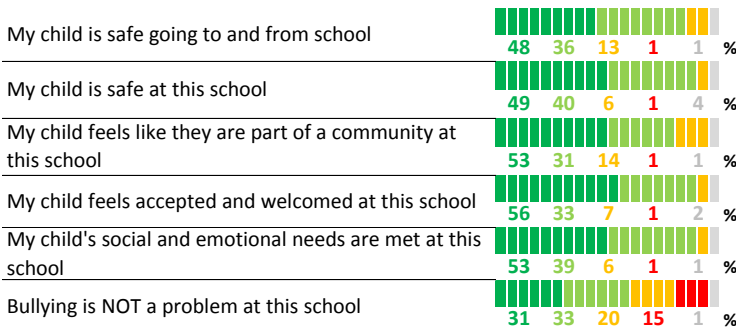 My child is safe going to and from school
48 36 13 1 1 %
My child is safe at this school
49 40 6 1 4 %
My child feels like they are part of a community at
this school
53 31 14 1 1 %
My child feels accepted and welcomed at this school
56 33 7 1 2 %
My child's social and emotional needs are met at this
school
53 39 6 1 1 %
Bullying is NOT a problem at this school
31 33 20 15 1 %